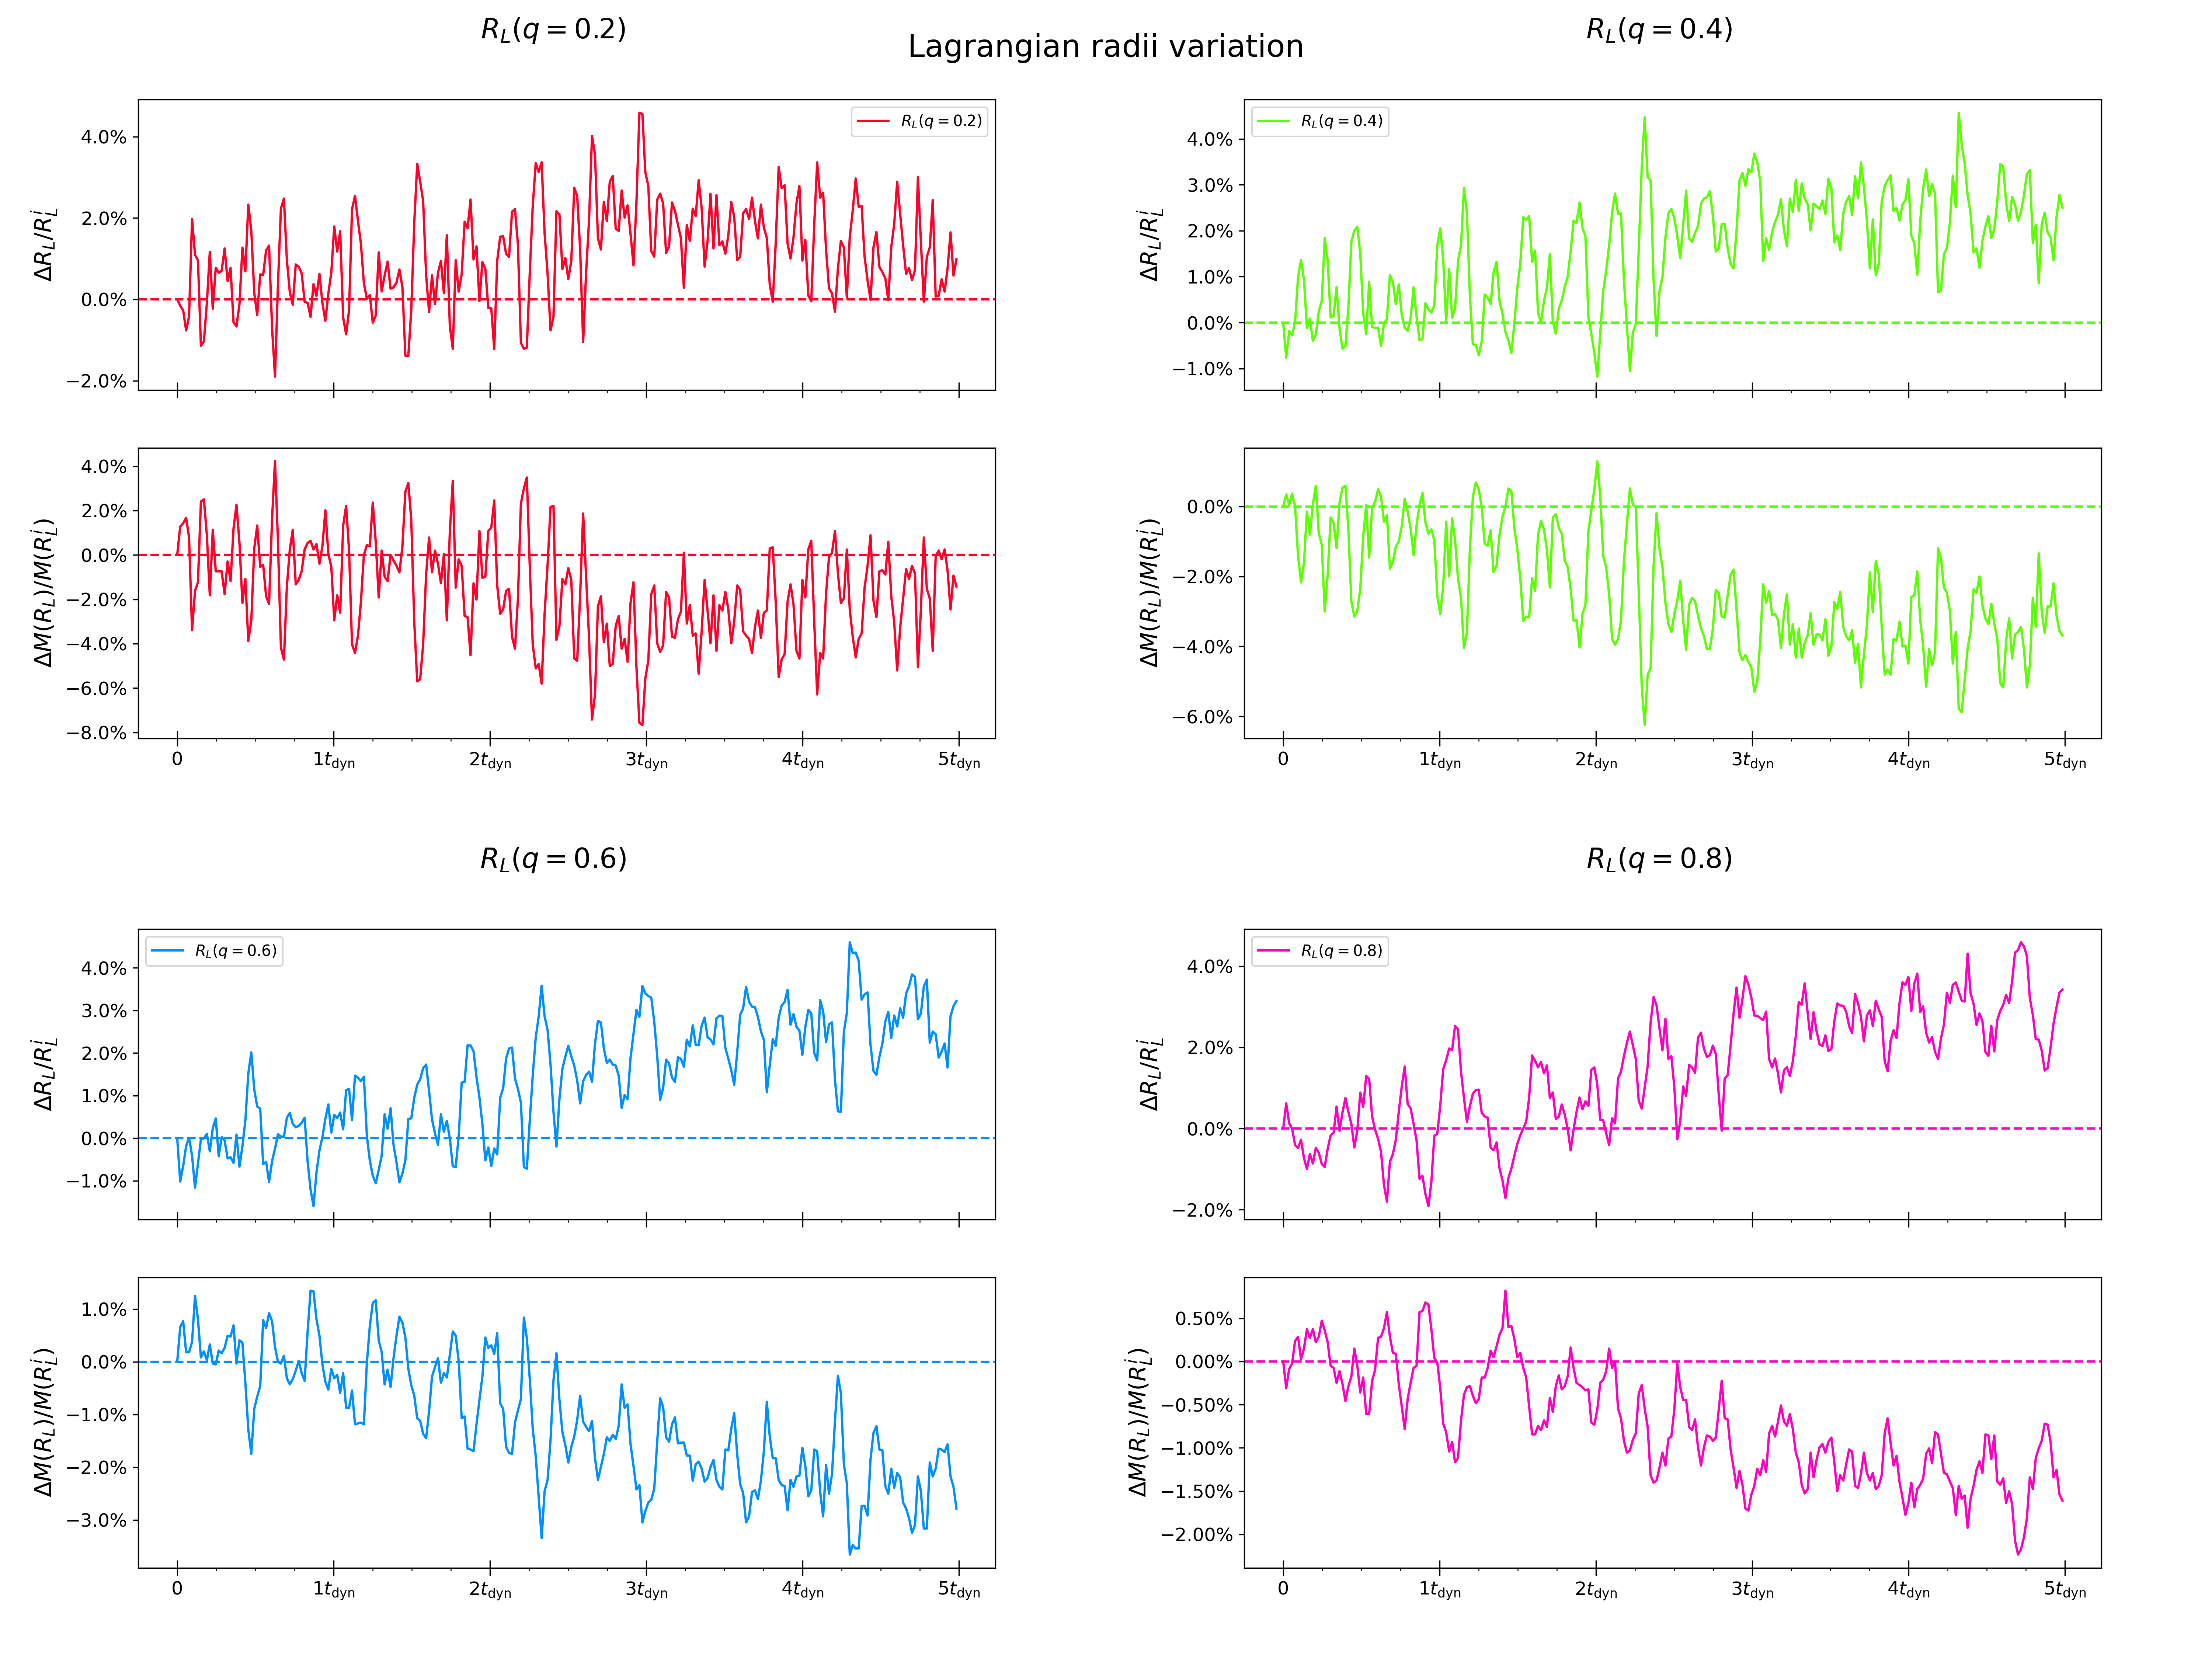 Lagrangian radii variation
R_L(q = 0.2)
R_L(q = 0.2)
ΔR_L/R_L^i
4.0%
2.0%
0.0%
−2.0%
ΔM(R_L)/M(R_L^i)
4.0%
2.0%
0.0%
−2.0%
−4.0%
−6.0%
−8.0%
0 1t_dyn 2t_dyn 3t_dyn 4t_dyn 5t_dyn
R_L(q = 0.4)
R_L(q = 0.4)
ΔR_L/R_L^i
4.0%
3.0%
2.0%
1.0%
0.0%
−1.0%
ΔM(R_L)/M(R_L^i)
0.0%
−2.0%
−4.0%
−6.0%
0 1t_dyn 2t_dyn 3t_dyn 4t_dyn 5t_dyn
R_L(q = 0.6)
R_L(q = 0.6)
ΔR_L/R_L^i
4.0%
3.0%
2.0%
1.0%
0.0%
−1.0%
ΔM(R_L)/M(R_L^i)
1.0%
0.0%
−1.0%
−2.0%
−3.0%
0 1t_dyn 2t_dyn 3t_dyn 4t_dyn 5t_dyn
R_L(q = 0.8)
R_L(q = 0.8)
ΔR_L/R_L^i
4.0%
2.0%
0.0%
−2.0%
ΔM(R_L)/M(R_L^i)
0.50%
0.00%
−0.50%
−1.00%
−1.50%
−2.00%
0 1t_dyn 2t_dyn 3t_dyn 4t_dyn 5t_dyn